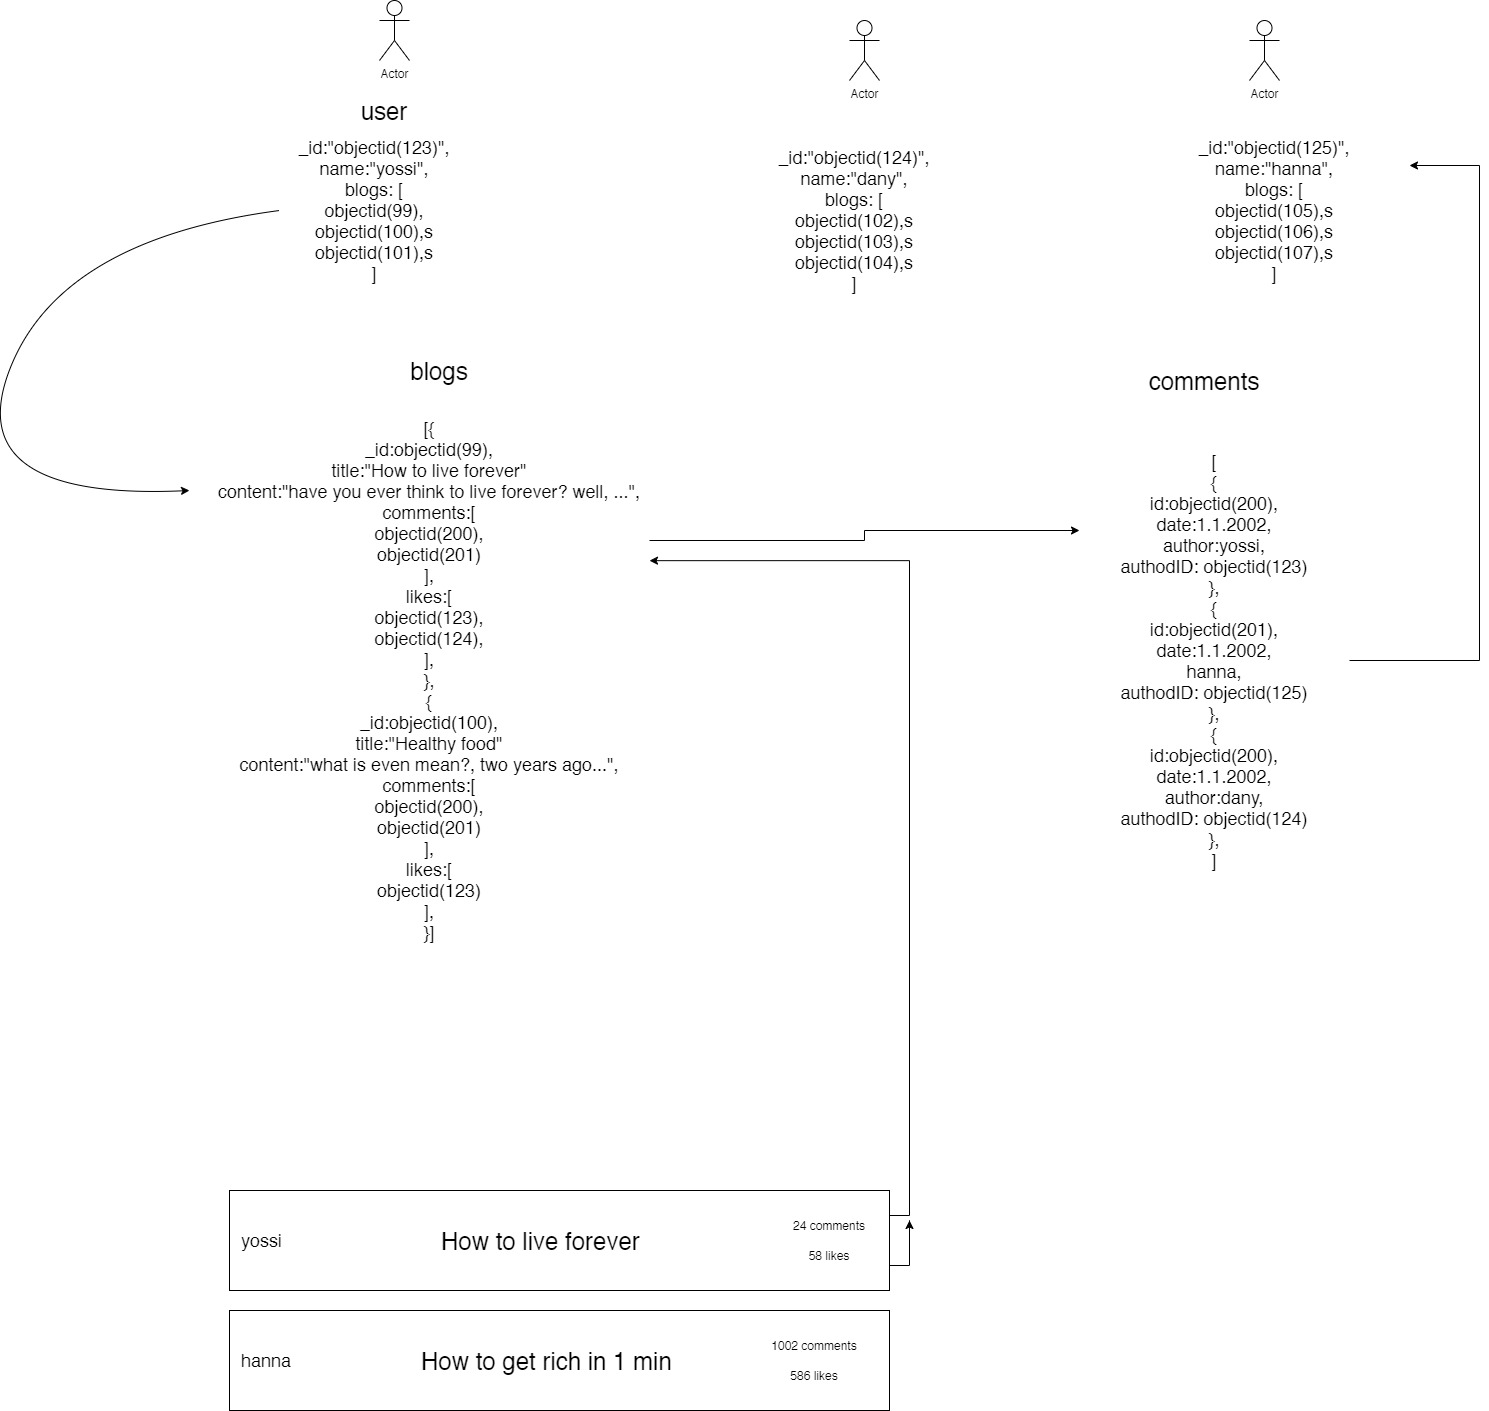 Actor
user
_id:"objectid(123)",
name:"yossi",
blogs: [
objectid(99),
objectid(100),s
objectid(101),s
]
Actor
_id:"objectid(124)",
name:"dany",
blogs: [
objectid(102),s
objectid(103),s
objectid(104),s
]
Actor
_id:"objectid(125)",
name:"hanna",
blogs: [
objectid(105),s
objectid(106),s
objectid(107),s
]
blogs
[{
_id:objectid(99),
title:"How to live forever"
content:"have you ever think to live forever? well, ...",
comments:[
objectid(200),
objectid(201)
],
likes:[
objectid(123),
objectid(124),
],
},
{
_id:objectid(100),
title:"Healthy food"
content:"what is even mean?, two years ago...",
comments:[
objectid(200),
objectid(201)
],
likes:[
objectid(123)
],
}]
comments
[
{
id:objectid(200),
date:1.1.2002,
author:yossi,
authodID: objectid(123)
},
{
id:objectid(201),
date:1.1.2002,
hanna,
authodID: objectid(125)
},
{
id:objectid(200),
date:1.1.2002,
author:dany,
authodID: objectid(124)
},
]
yossi
How to live forever
24 comments
58 likes
hanna
How to get rich in 1 min
1002 comments
586 likes